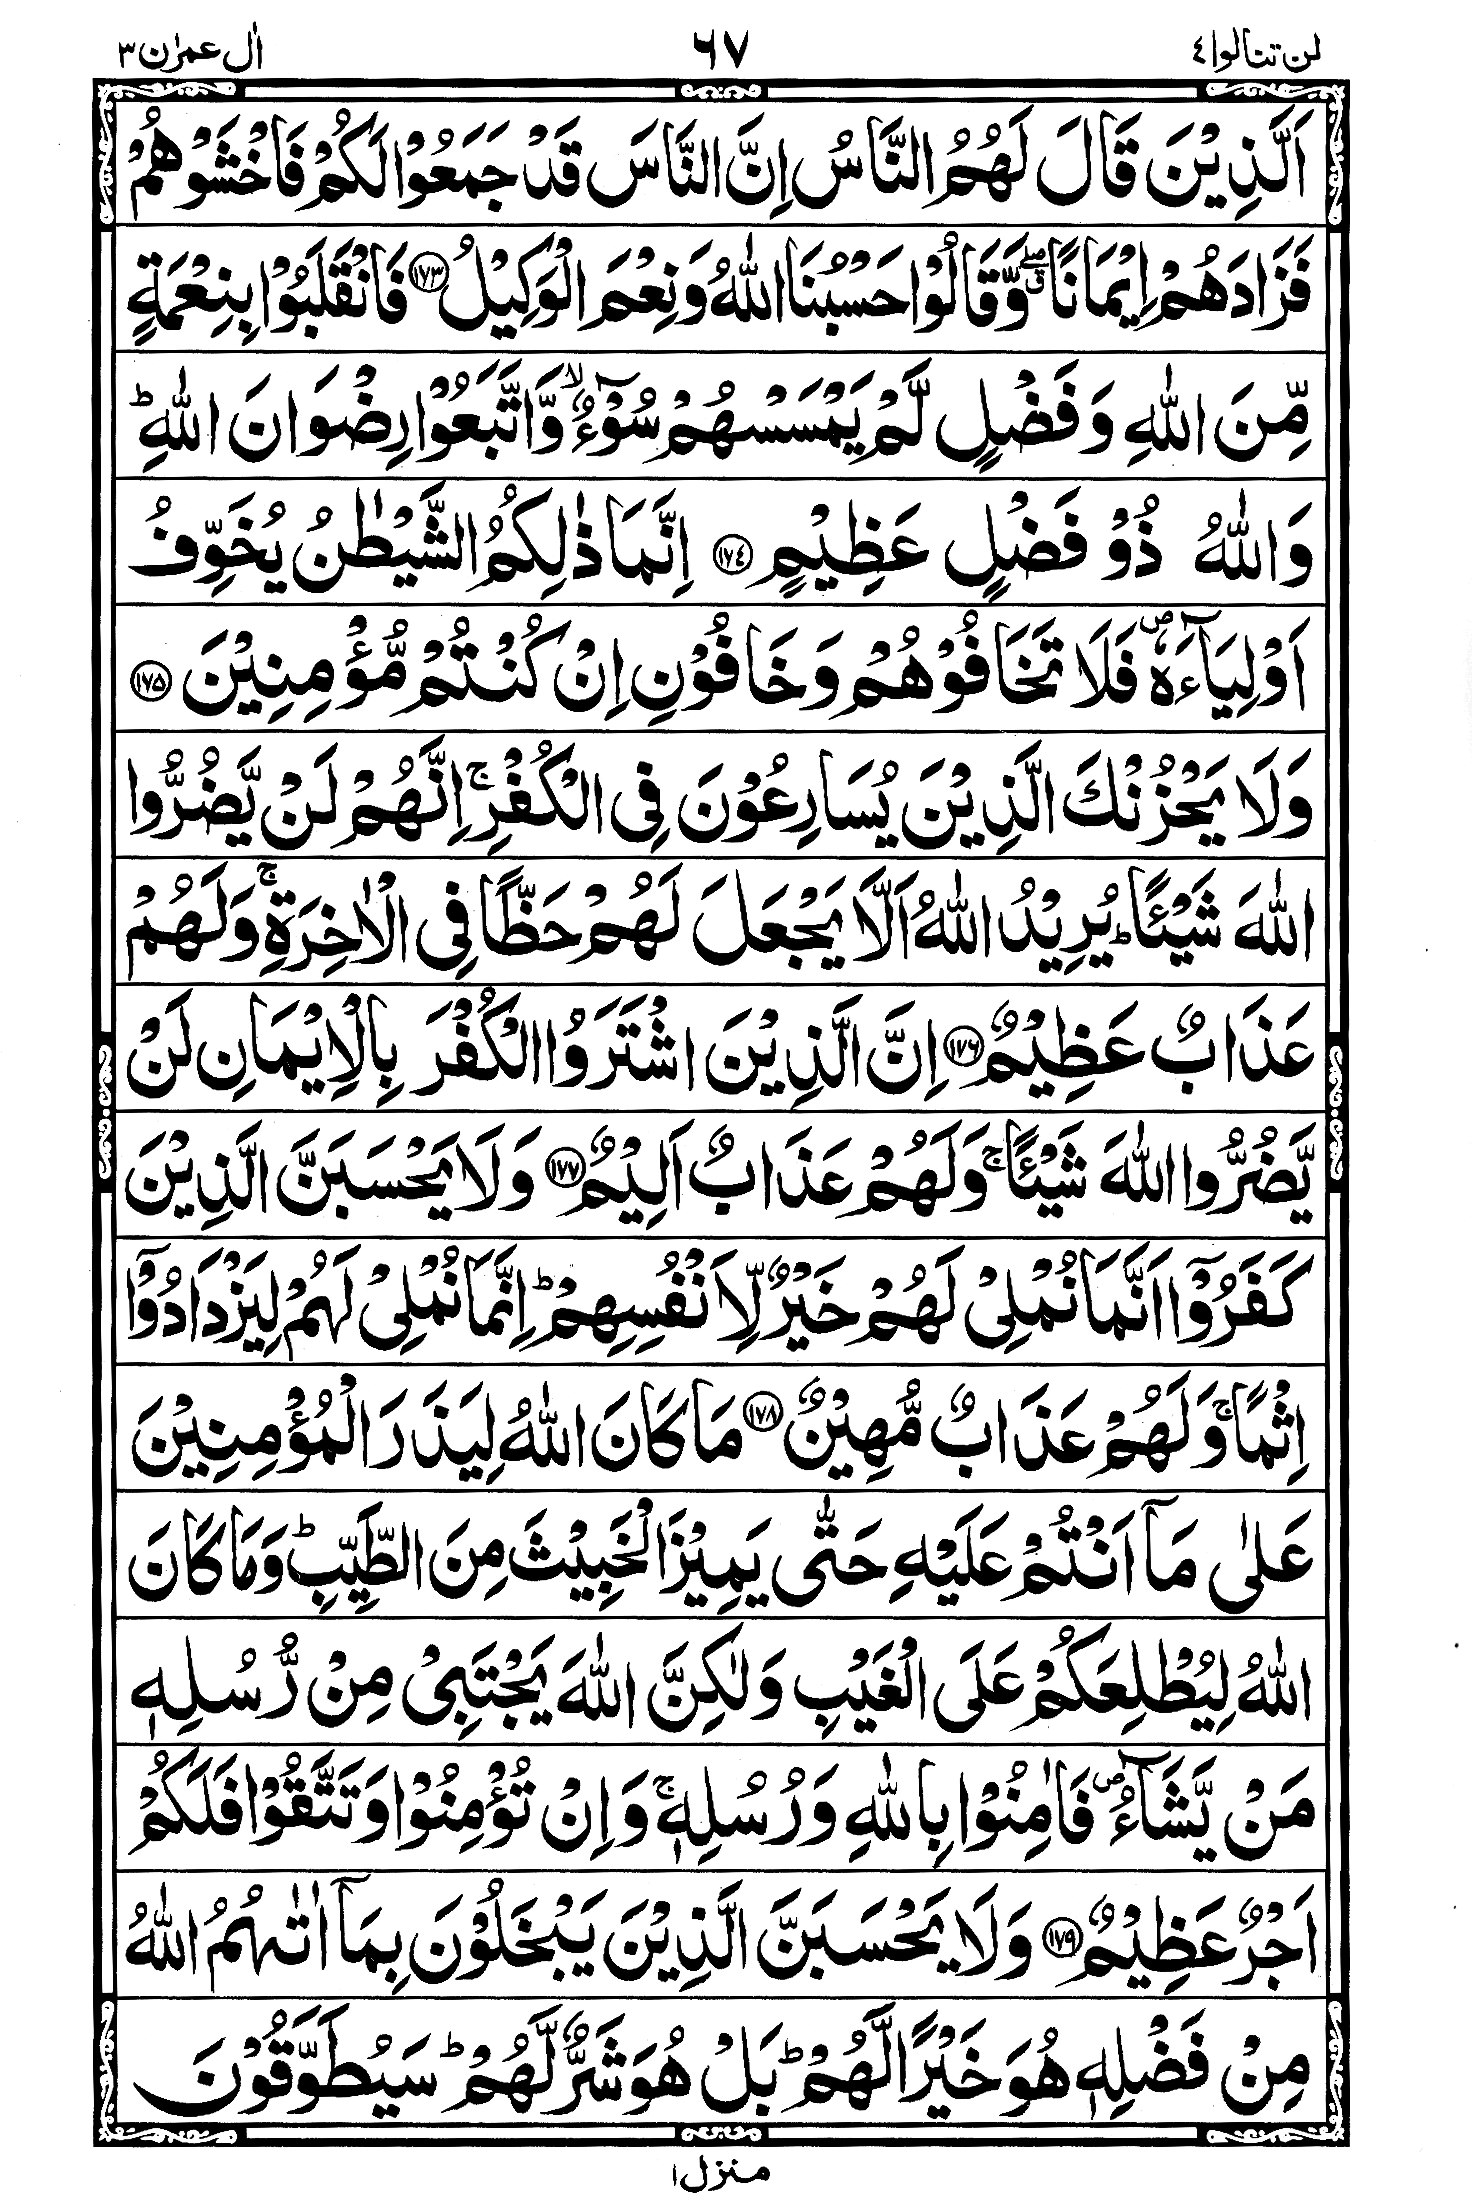 لن تنالوا ٤ ٦٧ اٰل عمرٰن ٣
اَلَّذِيْنَ قَالَ لَهُمُ النَّاسُ اِنَّ النَّاسَ قَدْ جَمَعُوْا لَكُمْ فَاخْشَوْهُمْ
فَزَادَهُمْ اِيْمَانًا ۖۗ وَّقَالُوْا حَسْبُنَا اللّٰهُ وَنِعْمَ الْوَكِيْلُ ﴿١٧٣﴾ فَانْقَلَبُوْا بِنِعْمَةٍ
مِّنَ اللّٰهِ وَفَضْلٍ لَّمْ يَمْسَسْهُمْ سُوْٓءٌ ۙ وَّاتَّبَعُوْا رِضْوَانَ اللّٰهِ ؕ
وَاللّٰهُ ذُوْ فَضْلٍ عَظِيْمٍ ﴿١٧٤﴾ اِنَّمَا ذٰلِكُمُ الشَّيْطٰنُ يُخَوِّفُ
اَوْلِيَآءَهٗ ۪ فَلَا تَخَافُوْهُمْ وَخَافُوْنِ اِنْ كُنْتُمْ مُّؤْمِنِيْنَ ﴿١٧٥﴾
وَلَا يَحْزُنْكَ الَّذِيْنَ يُسَارِعُوْنَ فِى الْكُفْرِ ۚ اِنَّهُمْ لَنْ يَّضُرُّوا
اللّٰهَ شَيْئًا ؕ يُرِيْدُ اللّٰهُ اَلَّا يَجْعَلَ لَهُمْ حَظًّا فِى الْاٰخِرَةِ ۚ وَلَهُمْ
عَذَابٌ عَظِيْمٌ ﴿١٧٦﴾ اِنَّ الَّذِيْنَ اشْتَرَوُا الْكُفْرَ بِالْاِيْمَانِ لَنْ
يَّضُرُّوا اللّٰهَ شَيْئًا ۚ وَلَهُمْ عَذَابٌ اَلِيْمٌ ﴿١٧٧﴾ وَلَا يَحْسَبَنَّ الَّذِيْنَ
كَفَرُوْٓا اَنَّمَا نُمْلِىْ لَهُمْ خَيْرٌ لِّاَنْفُسِهِمْ ؕ اِنَّمَا نُمْلِىْ لَهُمْ لِيَزْدَادُوْٓا
اِثْمًا ۚ وَلَهُمْ عَذَابٌ مُّهِيْنٌ ﴿١٧٨﴾ مَا كَانَ اللّٰهُ لِيَذَرَ الْمُؤْمِنِيْنَ
عَلٰى مَآ اَنْتُمْ عَلَيْهِ حَتّٰى يَمِيْزَ الْخَبِيْثَ مِنَ الطَّيِّبِ ؕ وَمَا كَانَ
اللّٰهُ لِيُطْلِعَكُمْ عَلَى الْغَيْبِ وَلٰكِنَّ اللّٰهَ يَجْتَبِىْ مِنْ رُّسُلِهٖ
مَنْ يَّشَآءُ ۪ فَاٰمِنُوْا بِاللّٰهِ وَرُسُلِهٖ ۚ وَاِنْ تُؤْمِنُوْا وَتَتَّقُوْا فَلَكُمْ
اَجْرٌ عَظِيْمٌ ﴿١٧٩﴾ وَلَا يَحْسَبَنَّ الَّذِيْنَ يَبْخَلُوْنَ بِمَآ اٰتٰىهُمُ اللّٰهُ
مِنْ فَضْلِهٖ هُوَ خَيْرًا لَّهُمْ ؕ بَلْ هُوَ شَرٌّ لَّهُمْ ؕ سَيُطَوَّقُوْنَ
منزل ١